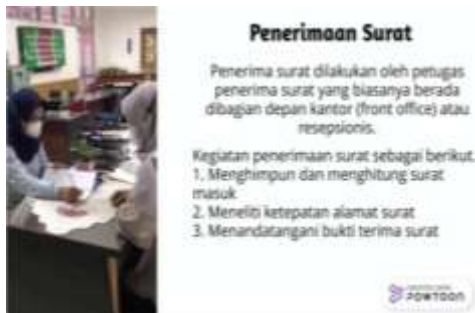 Penerimaan Surat
Penerima surat dilakukan oleh petugas
penerima surat yang biasanya berada
dibagian depan kantor (front office) atau
resepsionis.
Kegiatan penerimaan surat sebagai berikut.
1. Menghimpun dan menghitung surat
masuk
2. Meneliti ketepatan alamat surat
3. Menandatangani bukti terima surat
POWTOON